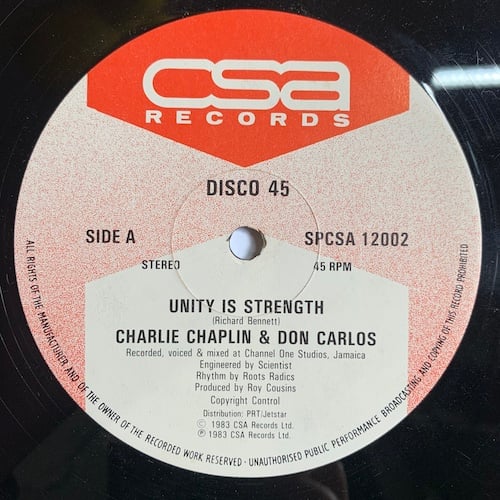 csa
RECORDS
DISCO 45
SIDE A
SPCSA 12002
STEREO
45 RPM
UNITY IS STRENGTH
(Richard Bennett)
CHARLIE CHAPLIN & DON CARLOS
Recorded, voiced & mixed at Channel One Studios, Jamaica
Engineered by Scientist
Rhythm by Roots Radics
Produced by Roy Cousins
Copyright Control
Distribution: PRT/Jetstar
© 1983 CSA Records Ltd.
℗ 1983 CSA Records Ltd.
ALL RIGHTS OF THE MANUFACTURER AND OF THE OWNER OF THE RECORDED WORK RESERVED - UNAUTHORISED PUBLIC PERFORMANCE BROADCASTING AND COPYING OF THIS RECORD PROHIBITED